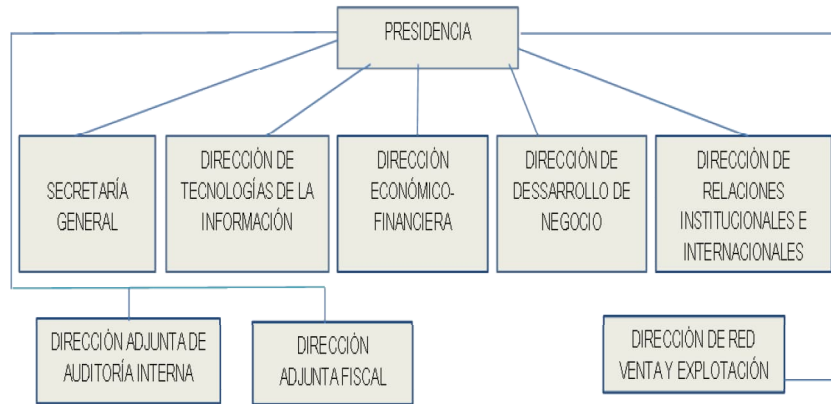 PRESIDENCIA
SECRETARÍA
GENERAL
DIRECCIÓN DE
TECNOLOGÍAS DE LA
INFORMACIÓN
DIRECCIÓN
ECONÓMICO-
FINANCIERA
DIRECCIÓN DE
DESSARROLLO DE
NEGOCIO
DIRECCIÓN DE
RELACIONES
INSTITUCIONALES E
INTERNACIONALES
DIRECCIÓN ADJUNTA DE
AUDITORÍA INTERNA
DIRECCIÓN
ADJUNTA FISCAL
DIRECCIÓN DE RED
VENTA Y EXPLOTACIÓN